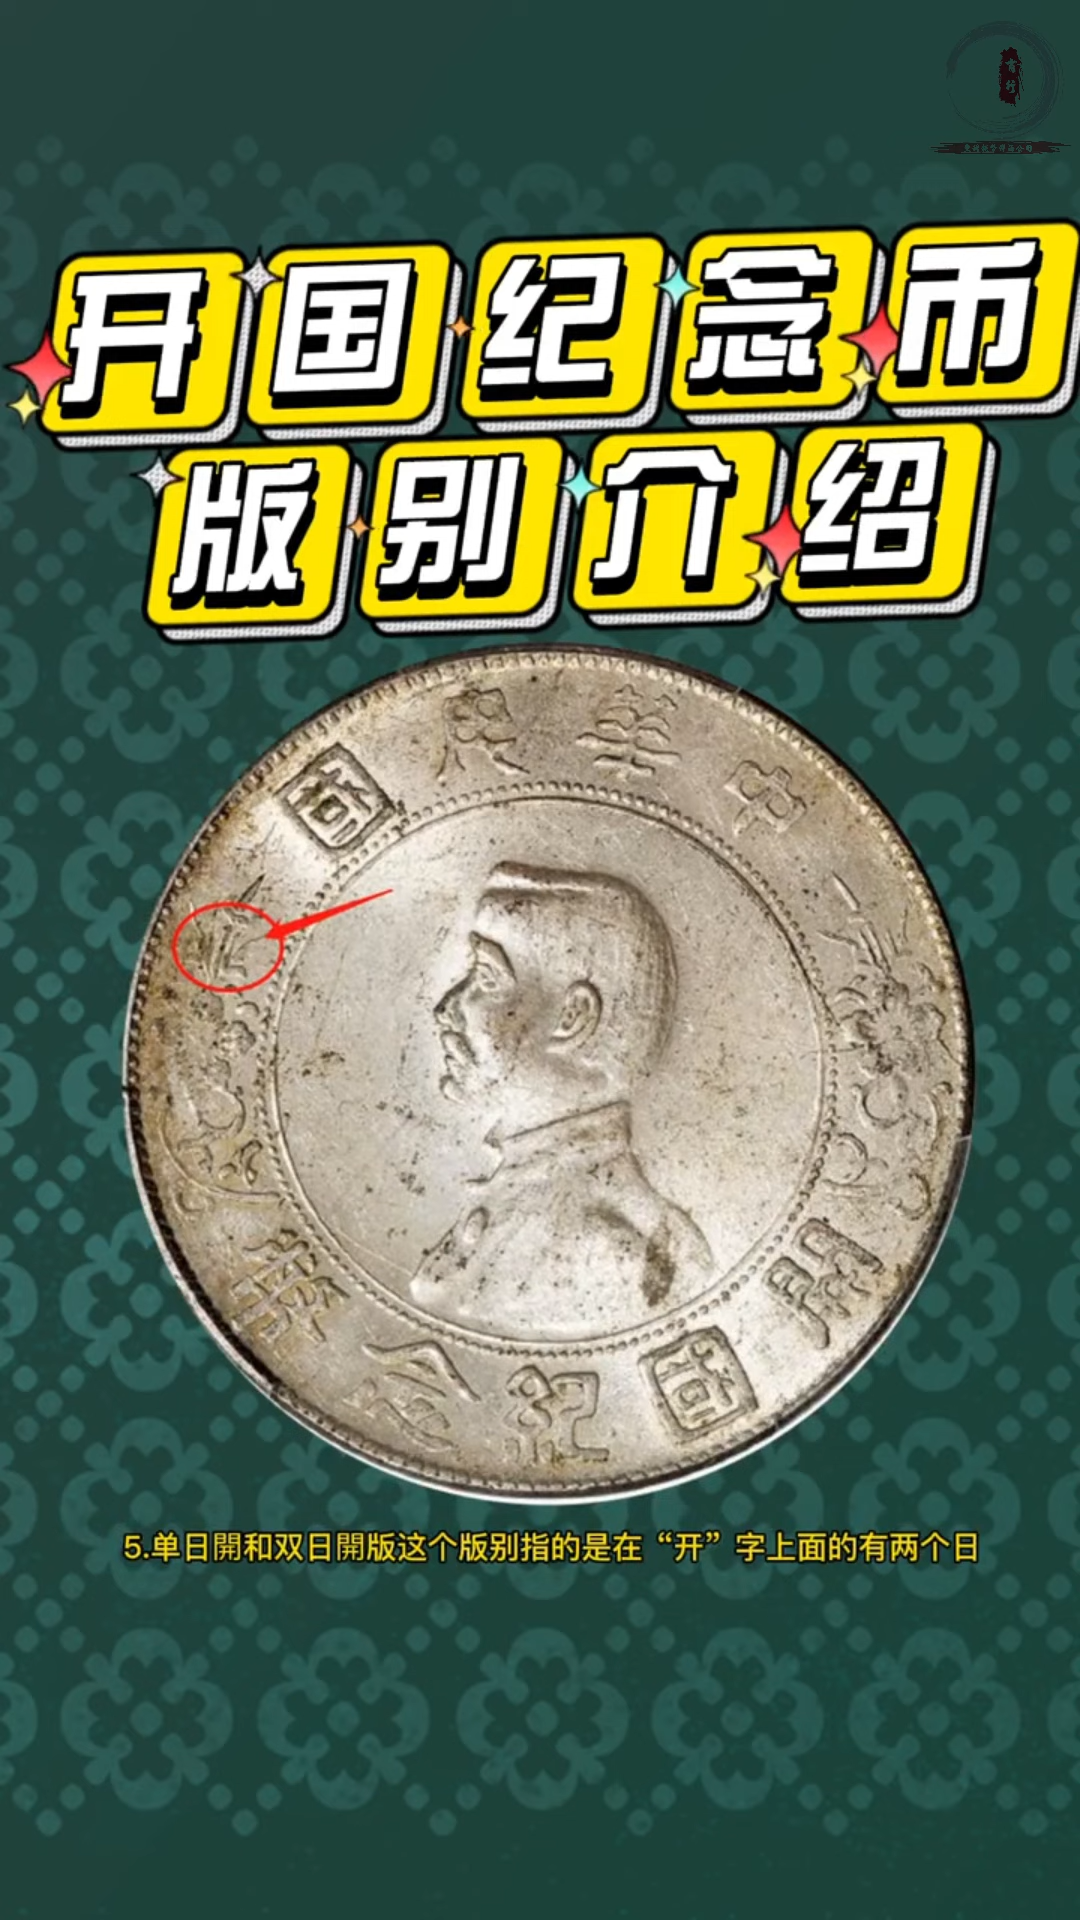 开国纪念币
版别介绍
中華民國
開國紀念幣
5.单日開和双日開版这个版别指的是在“开”字上面的有两个日